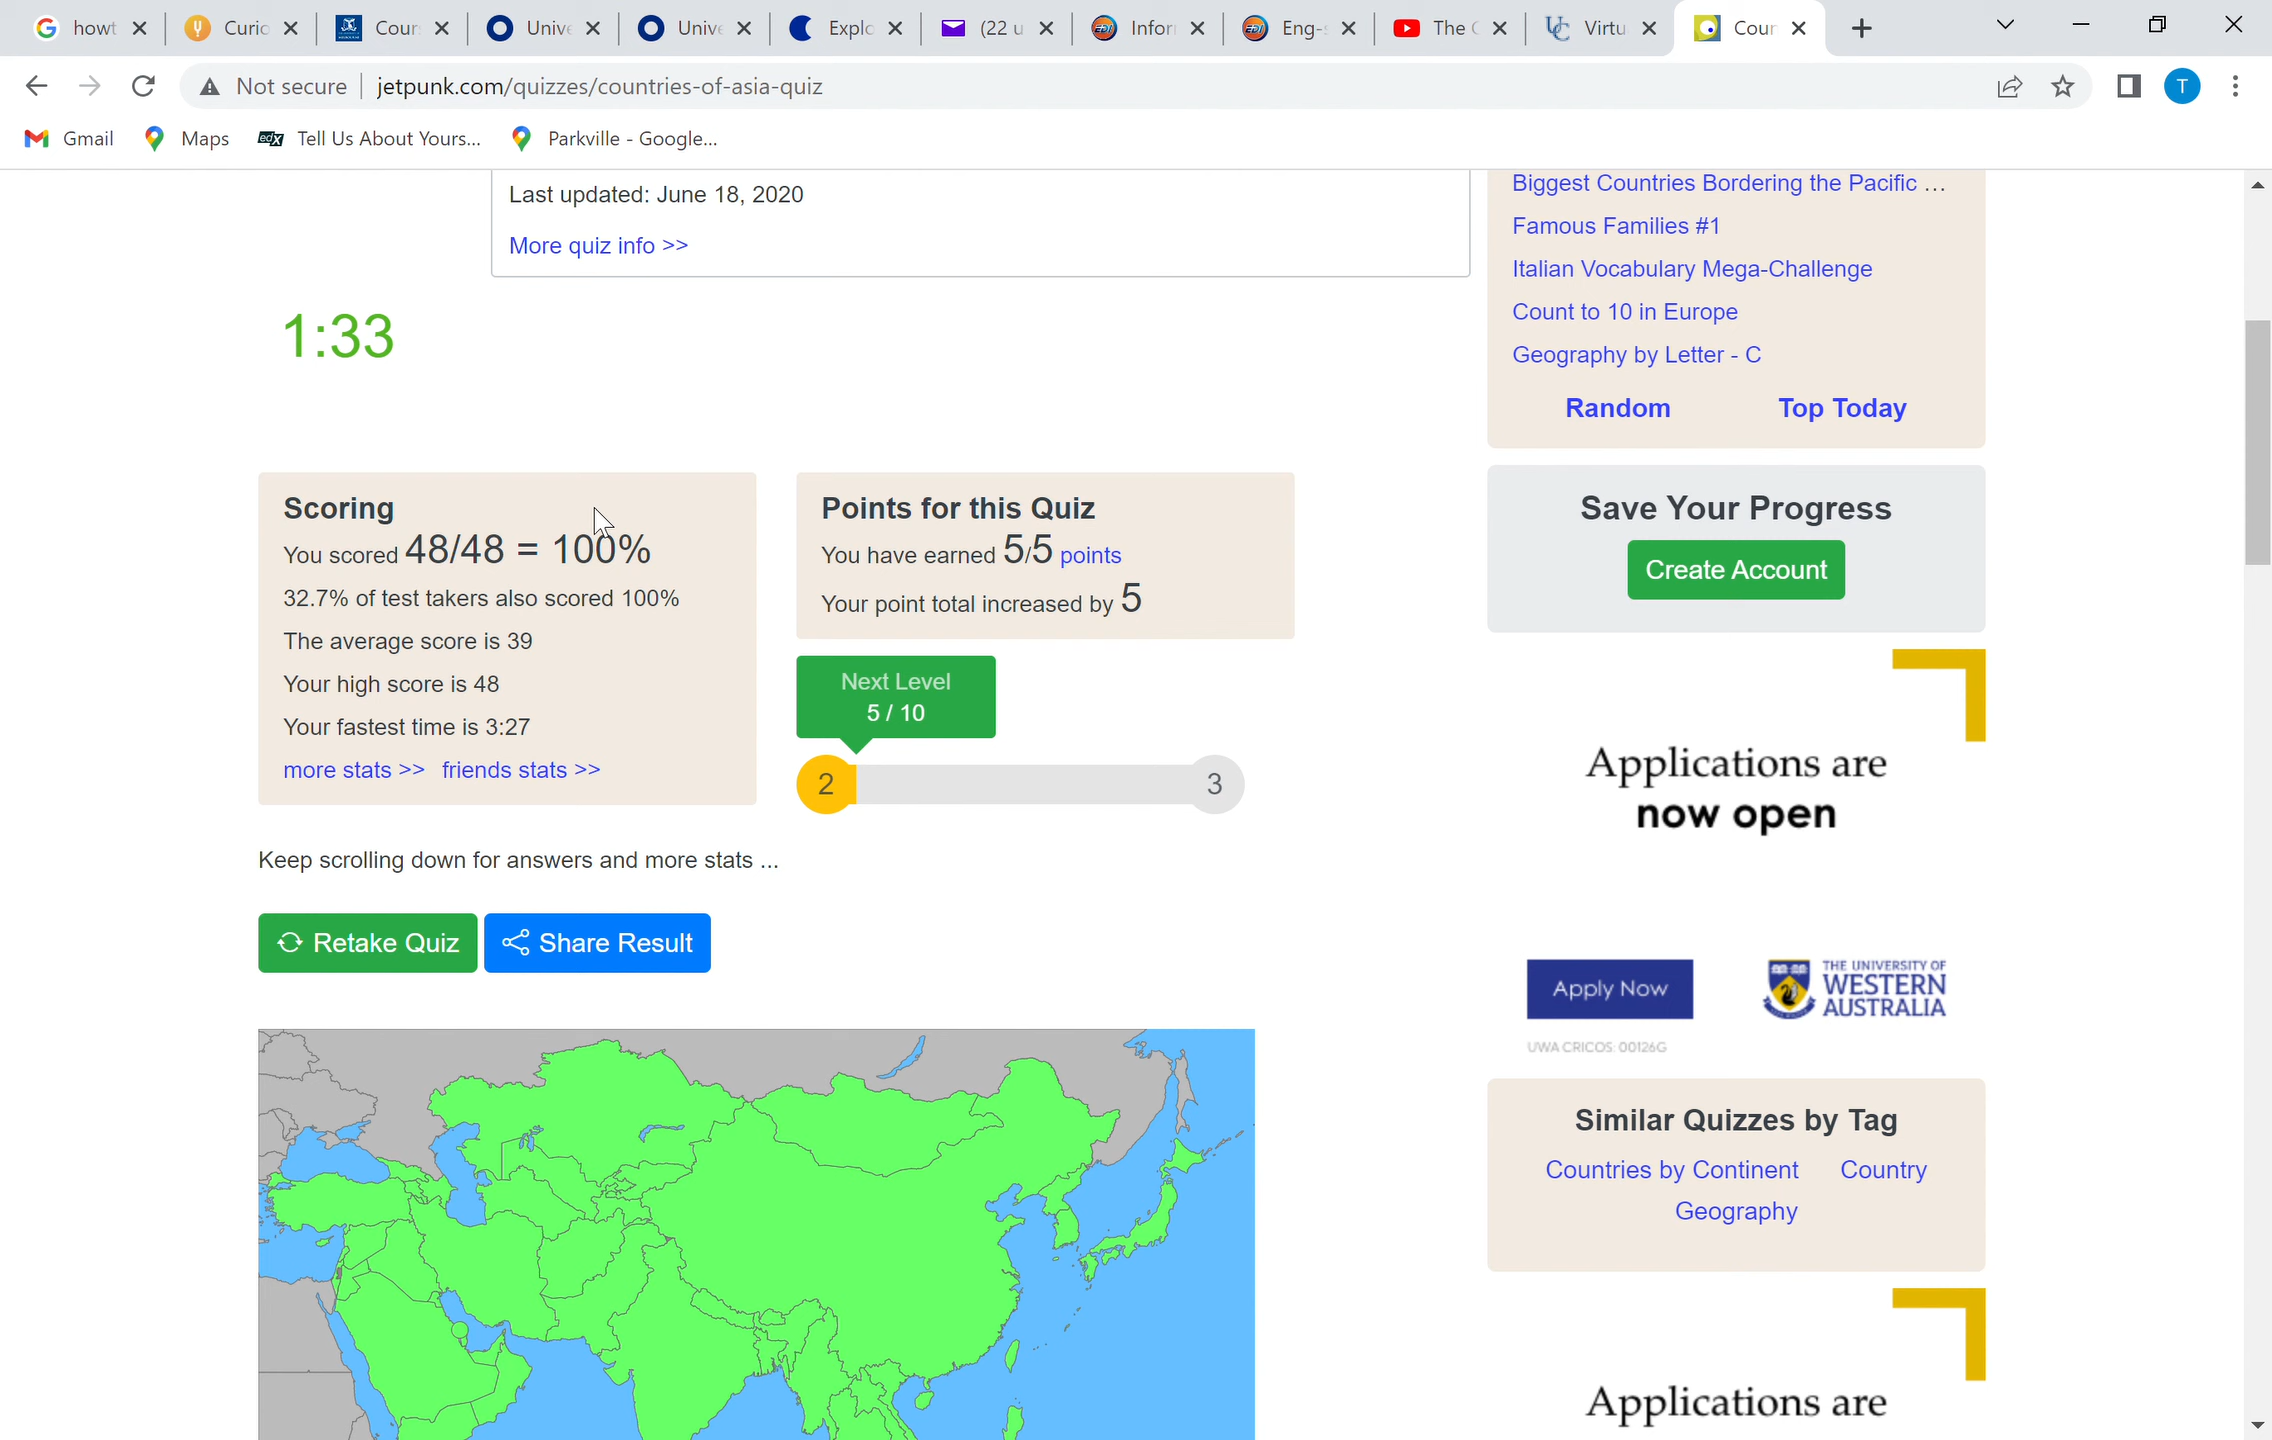 howt
Curio
Cour
Unive
Unive
Explo
(22 u
Infor
Eng-s
The C
Virtu
Cour
Not secure
jetpunk.com/quizzes/countries-of-asia-quiz
T
Gmail
Maps
edX
Tell Us About Yours...
Parkville - Google...
Last updated: June 18, 2020
More quiz info >>
1:33
Scoring
You scored 48/48 = 100%
32.7% of test takers also scored 100%
The average score is 39
Your high score is 48
Your fastest time is 3:27
more stats >> friends stats >>
Points for this Quiz
You have earned 5/5 points
Your point total increased by 5
Next Level
5 / 10
2
3
Keep scrolling down for answers and more stats ...
Retake Quiz
Share Result
Biggest Countries Bordering the Pacific ...
Famous Families #1
Italian Vocabulary Mega-Challenge
Count to 10 in Europe
Geography by Letter - C
Random
Top Today
Save Your Progress
Create Account
Applications are
now open
Apply Now
THE UNIVERSITY OF
WESTERN
AUSTRALIA
UWA CRICOS: 00126G
Similar Quizzes by Tag
Countries by Continent Country
Geography
Applications are